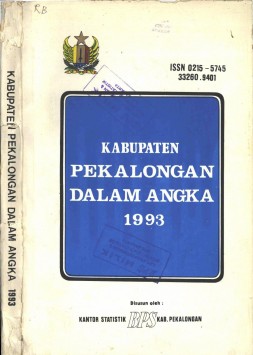 R.B
ISSN 0215 - 5745
33260.9401
KABUPATEN
PEKALONGAN
DALAM ANGKA
1993
Disusun oleh :
KANTOR STATISTIK BPS KAB. PEKALONGAN
KABUPATEN PEKALONGAN DALAM ANGKA 1993